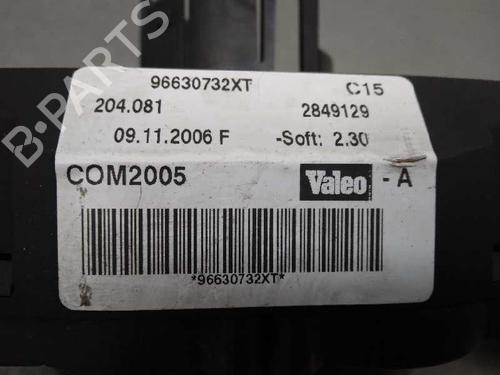 96630732XT C15
204.081 2849129
09.11.2006 F -Soft: 2.30
COM2005 Valeo - A
*96630732XT*
B-PARTS